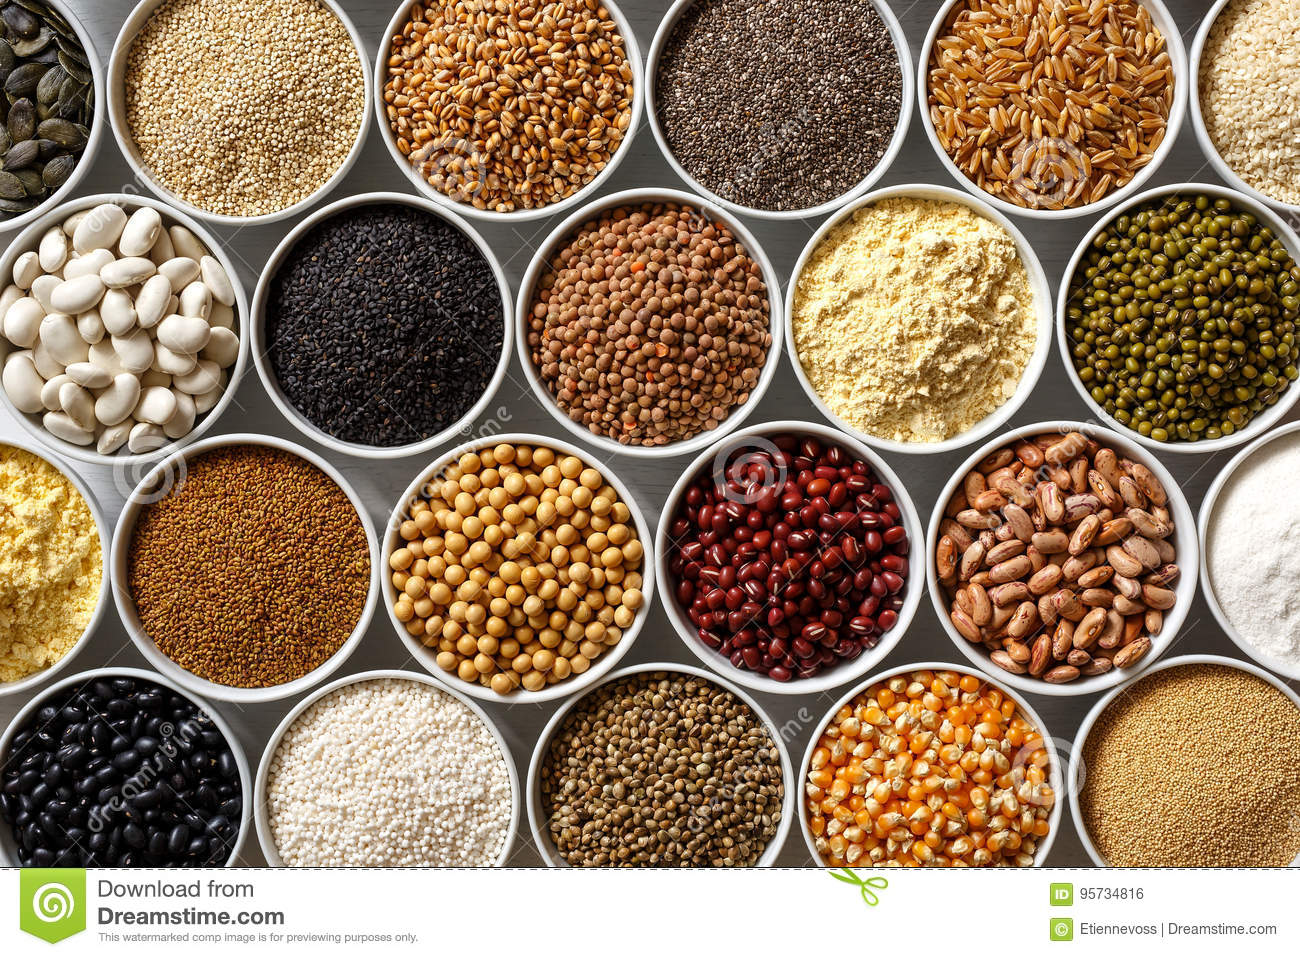 Download from
Dreamstime.com
This watermarked comp image is for previewing purposes only.
ID 95734816
© Etiennevoss | Dreamstime.com